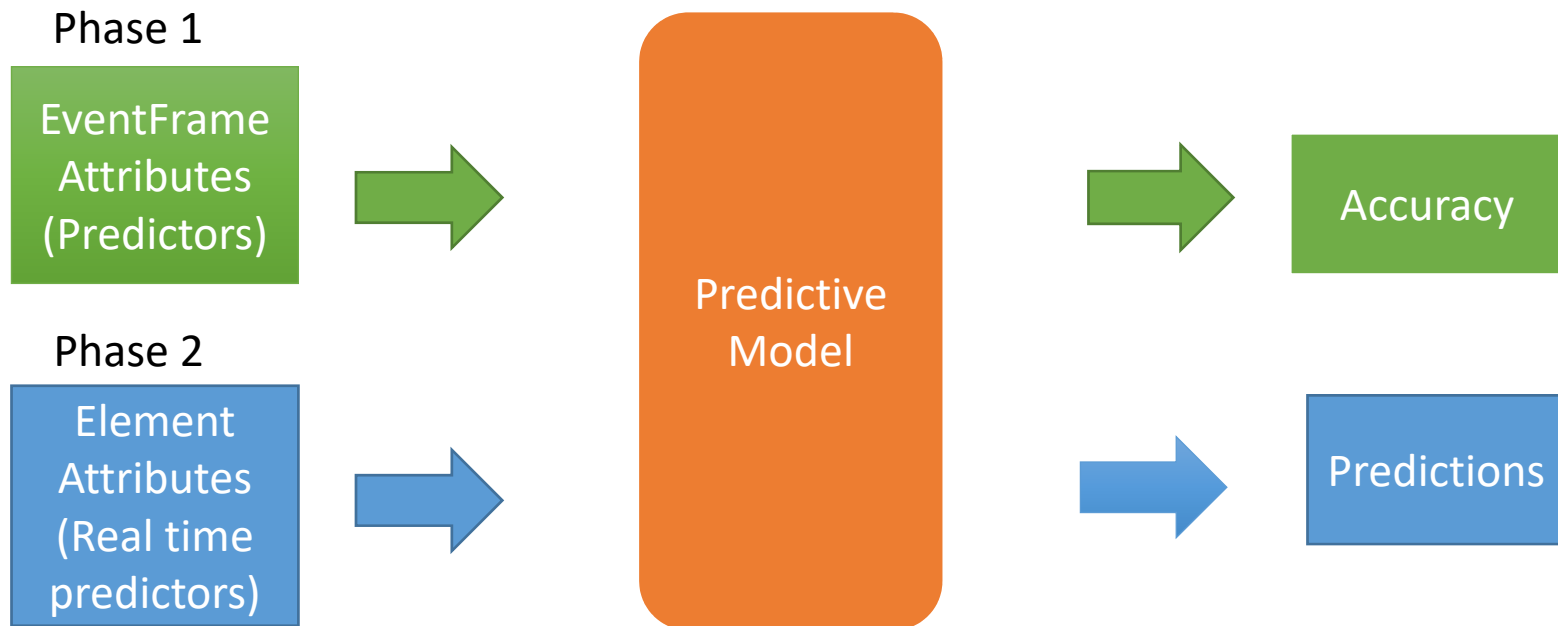 Phase 1
EventFrame
Attributes
(Predictors)
Predictive
Model
Accuracy
Phase 2
Element
Attributes
(Real time
predictors)
Predictions